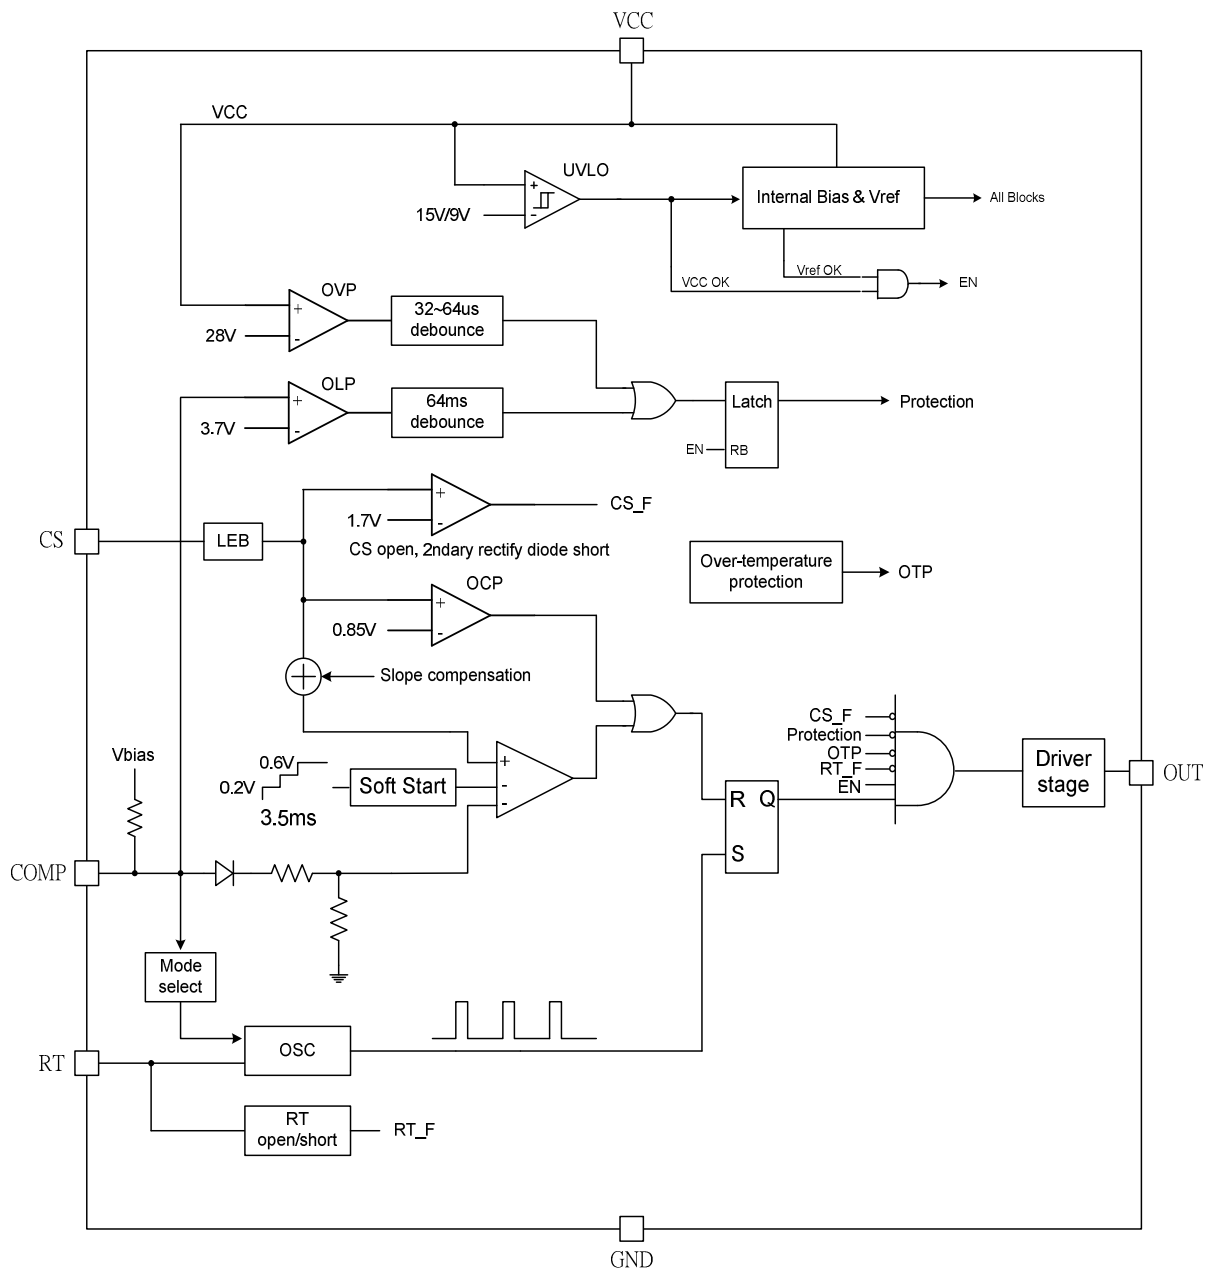 VCC
VCC
UVLO
15V/9V
Internal Bias & Vref
All Blocks
Vref OK
VCC OK
EN
OVP
28V
32~64us
debounce
OLP
3.7V
64ms
debounce
Latch
EN
RB
Protection
CS
LEB
1.7V
CS_F
CS open, 2ndary rectify diode short
Over-temperature
protection
OTP
OCP
0.85V
Slope compensation
Vbias
0.6V
0.2V
3.5ms
Soft Start
R Q
S
CS_F
Protection
OTP
RT_F
EN
Driver
stage
OUT
COMP
Mode
select
RT
OSC
RT
open/short
RT_F
GND